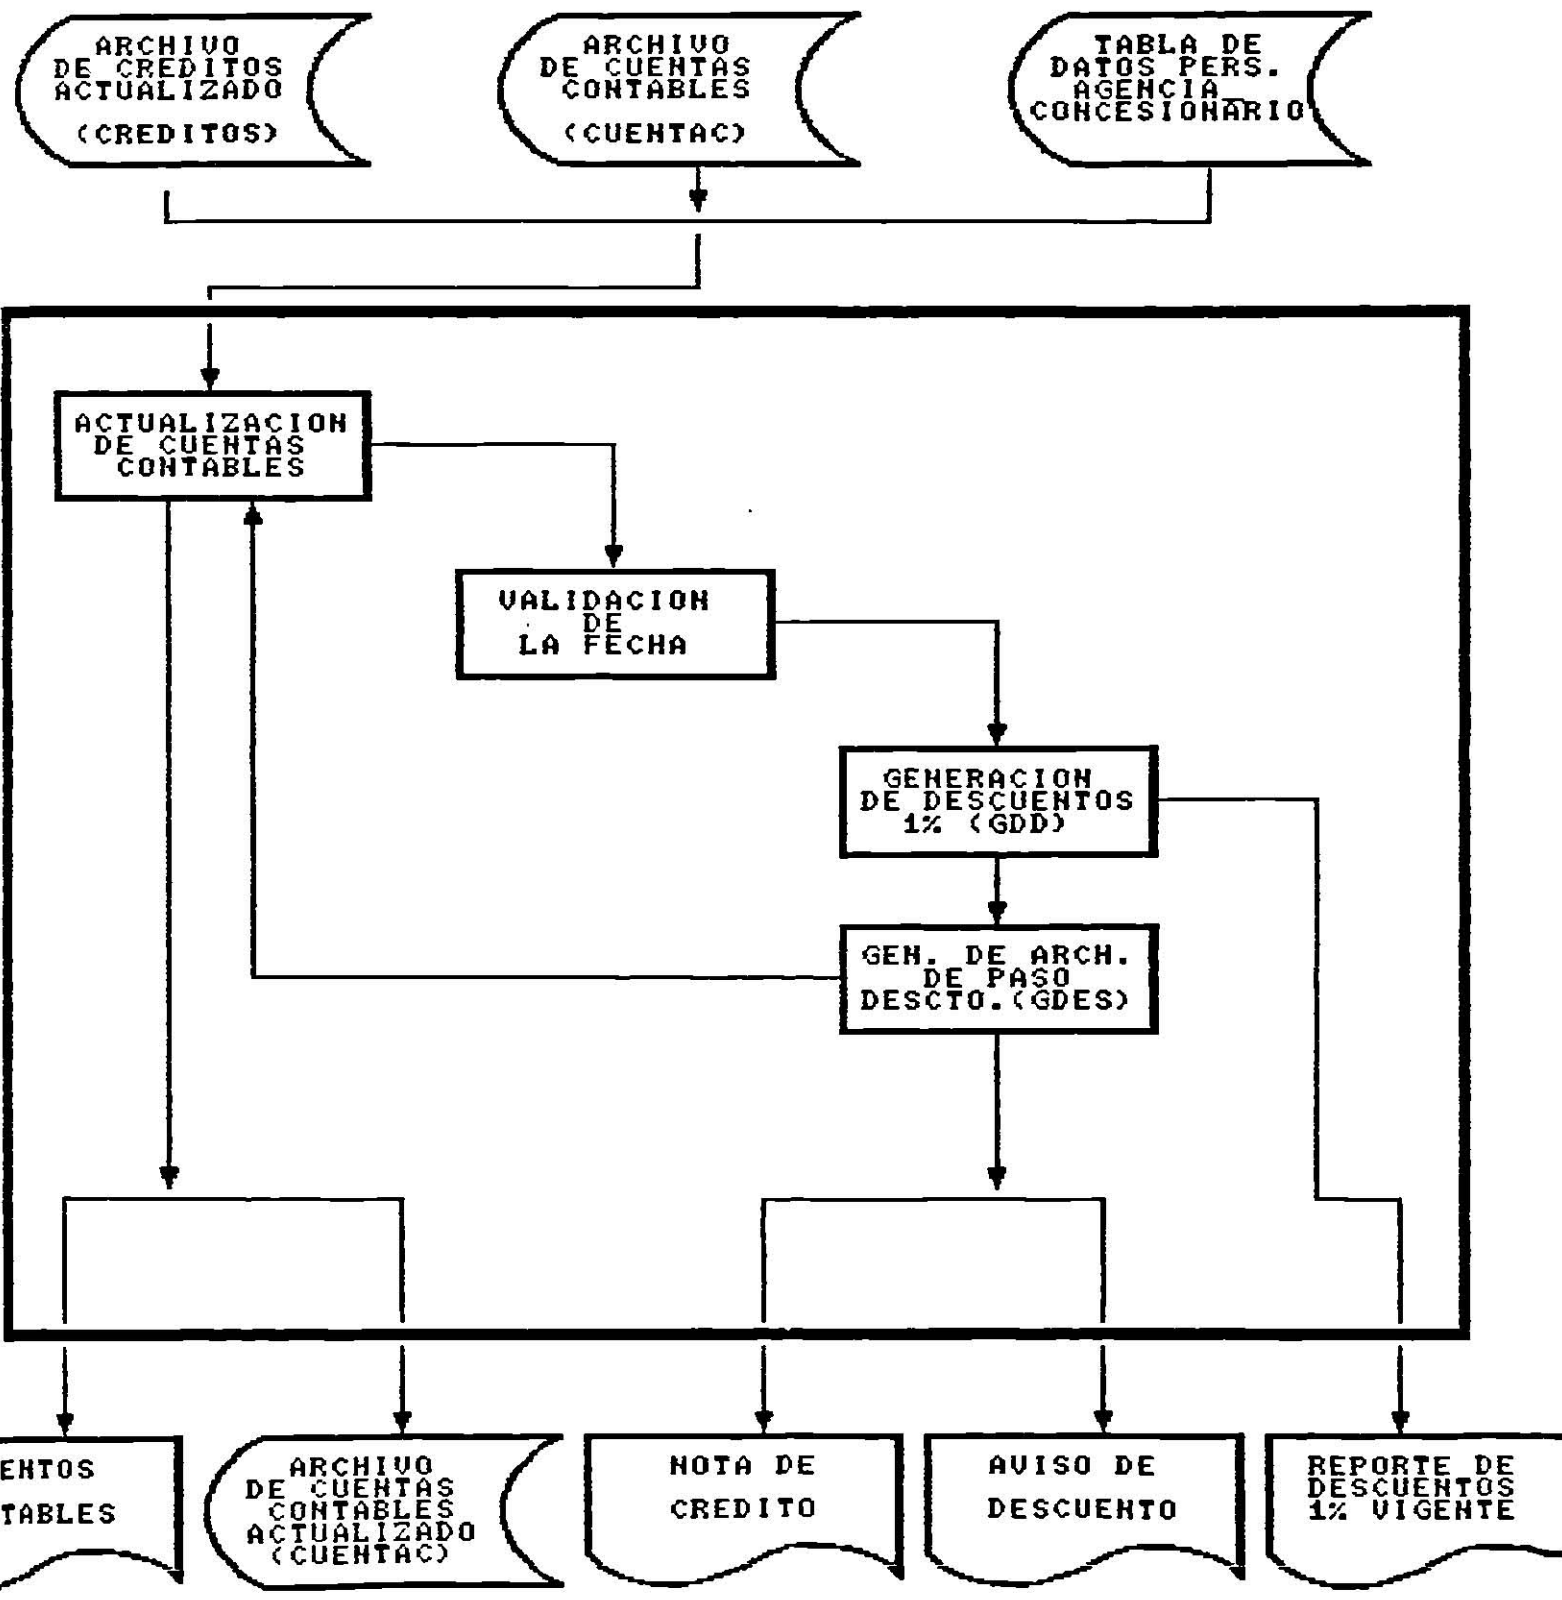 ARCHIVO
DE CREDITOS
ACTUALIZADO
(CREDITOS)
ARCHIVO
DE CUENTAS
CONTABLES
(CUENTAC)
TABLA DE
DATOS PERS.
AGENCIA_
CONCESIONARIO
ACTUALIZACION
DE CUENTAS
CONTABLES
VALIDACION
DE
LA FECHA
GENERACION
DE DESCUENTOS
1% (GDD)
GEN. DE ARCH.
DE PASO
DESCTO.(GDES)
ENTOS
TABLES
ARCHIVO
DE CUENTAS
CONTABLES
ACTUALIZADO
(CUENTAC)
NOTA DE
CREDITO
AVISO DE
DESCUENTO
REPORTE DE
DESCUENTOS
1% VIGENTE